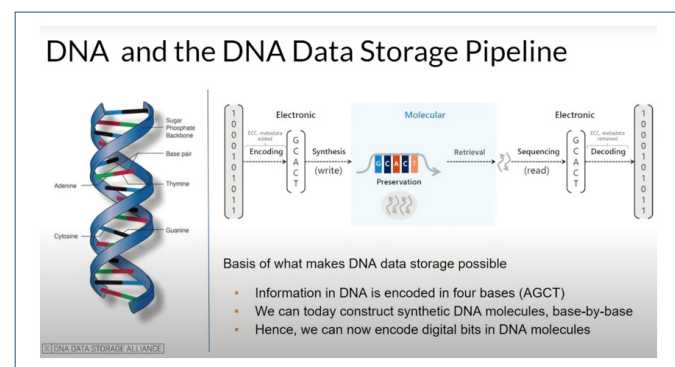 DNA and the DNA Data Storage Pipeline
Sugar
Phosphate
Backbone
Base pair
Adenine
Thymine
Cytosine
Guanine
Electronic
Molecular
Electronic
1
0
0
0
1
0
1
0
1
1
ECC, metadata
added
Encoding
G
C
A
C
T
Synthesis
(write)
G C A C T
Preservation
Retrieval
Sequencing
(read)
G
C
A
C
T
ECC, metadata
removed
Decoding
1
0
0
0
1
0
1
0
1
1
Basis of what makes DNA data storage possible
▪ Information in DNA is encoded in four bases (AGCT)
▪ We can today construct synthetic DNA molecules, base-by-base
▪ Hence, we can now encode digital bits in DNA molecules
DNA DATA STORAGE ALLIANCE